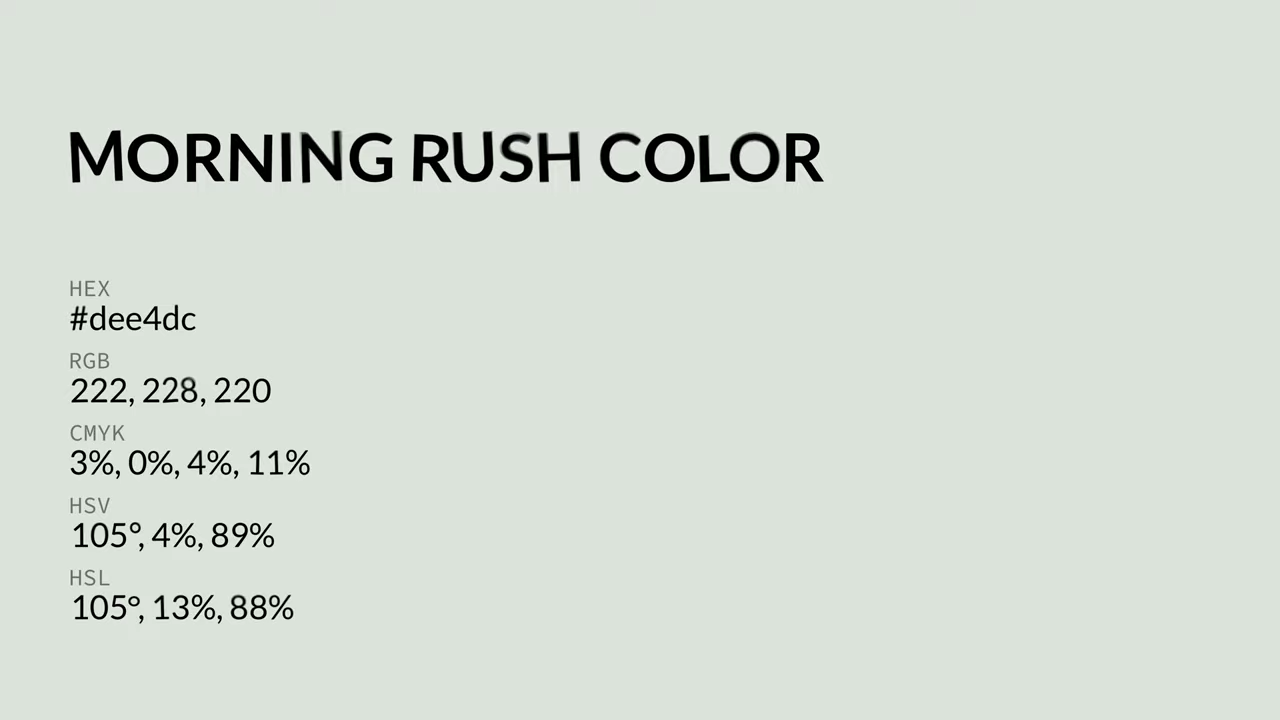 MORNING RUSH COLOR
HEX
#dee4dc
RGB
222, 228, 220
CMYK
3%, 0%, 4%, 11%
HSV
105°, 4%, 89%
HSL
105°, 13%, 88%